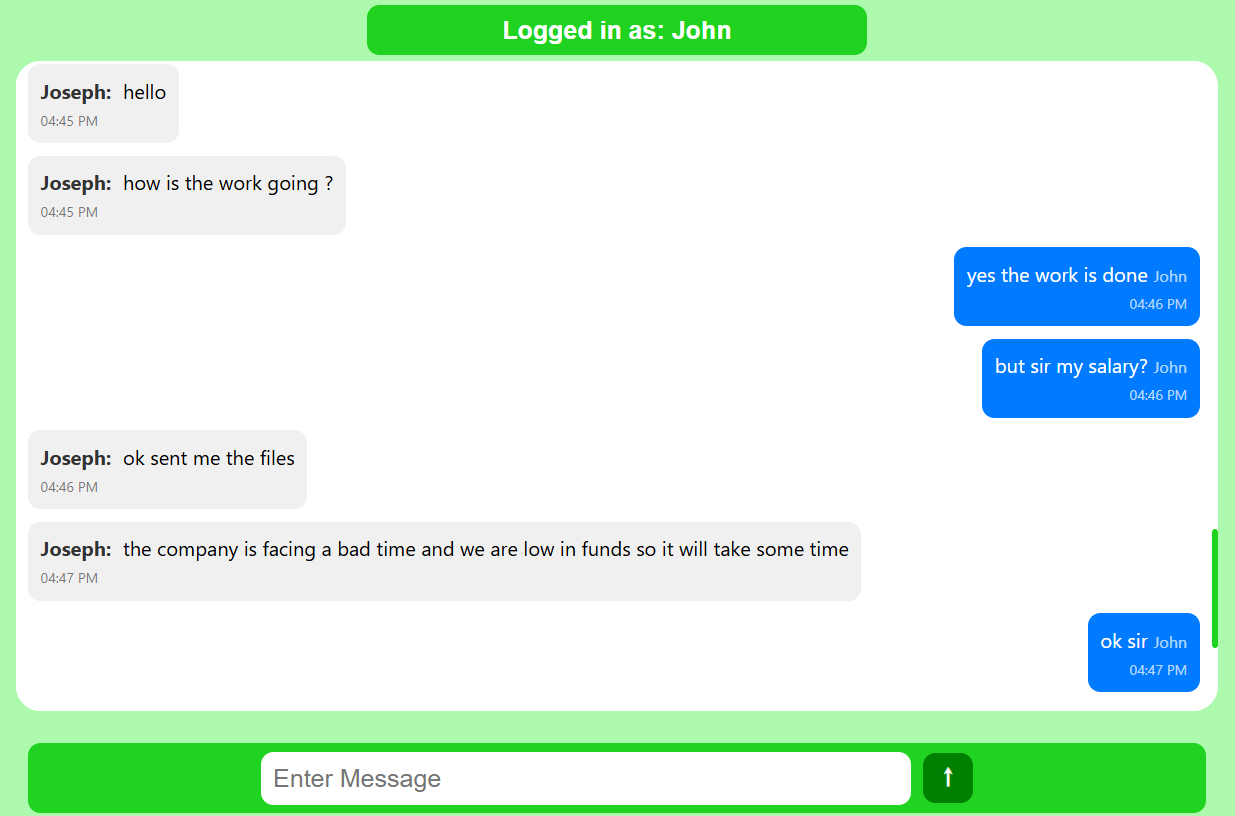 Logged in as: John
Joseph: hello
04:45 PM
Joseph: how is the work going ?
04:45 PM
yes the work is done John
04:46 PM
but sir my salary? John
04:46 PM
Joseph: ok sent me the files
04:46 PM
Joseph: the company is facing a bad time and we are low in funds so it will take some time
04:47 PM
ok sir John
04:47 PM
Enter Message
↑